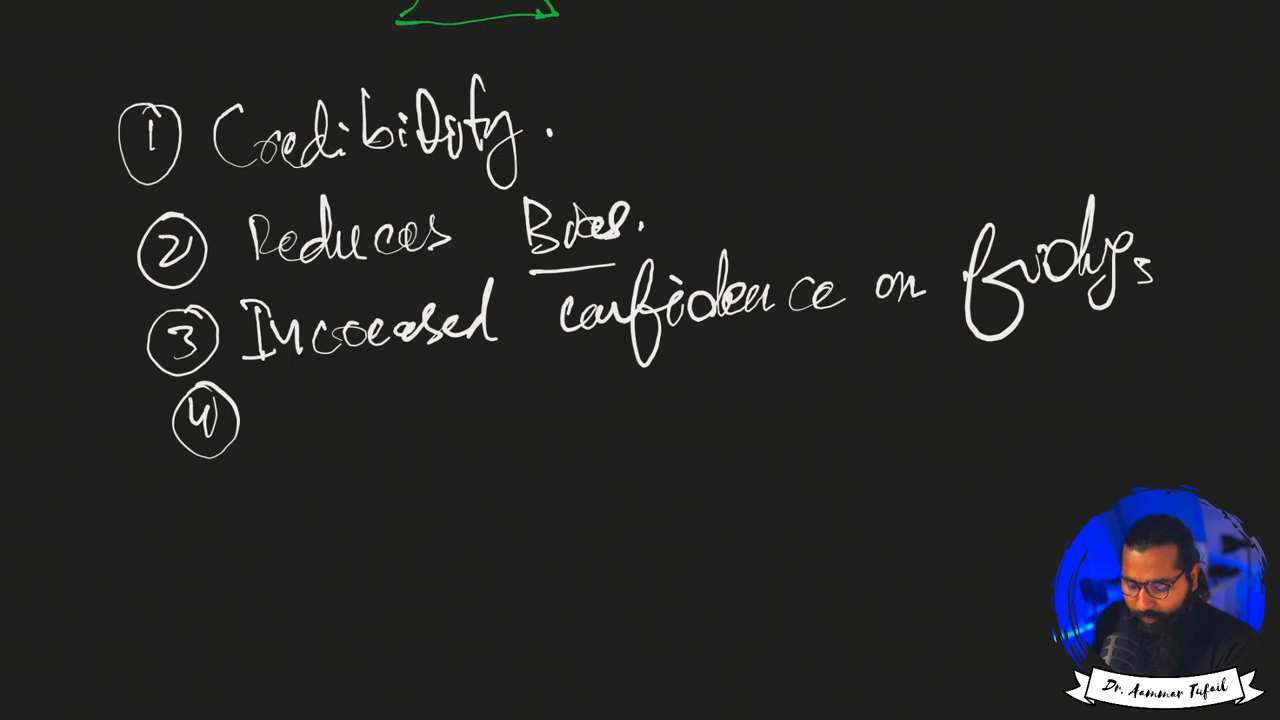 1 Credibility.
2 Reduces Bias.
3 Increased confidence on findings
4
Dr. Aammar Tufail